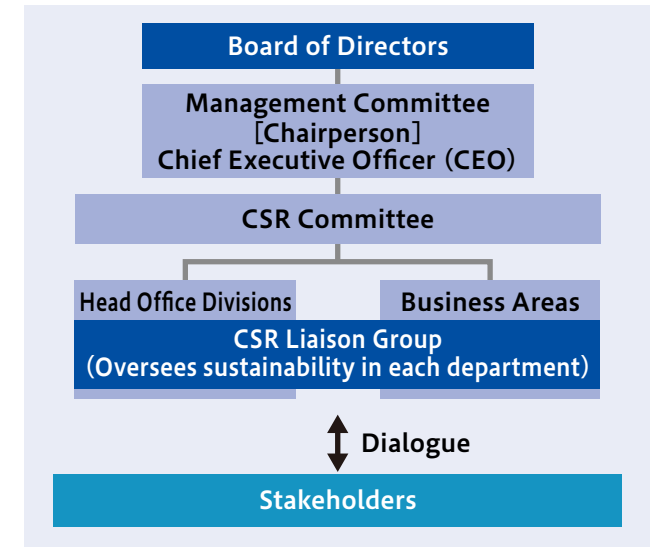 Board of Directors
Management Committee
［Chairperson］
Chief Executive Officer（CEO）
CSR Committee
Head Office Divisions
Business Areas
CSR Liaison Group
（Oversees sustainability in each department）
Dialogue
Stakeholders